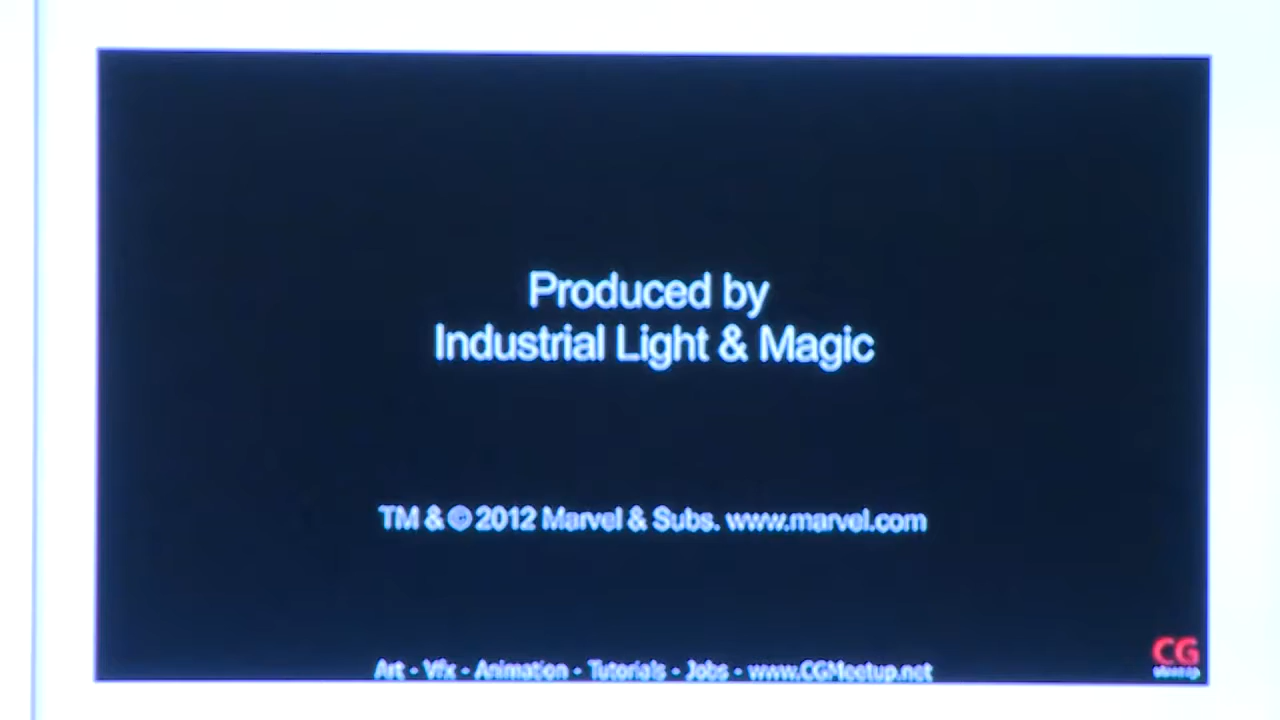 Produced by
Industrial Light & Magic
TM & © 2012 Marvel & Subs. www.marvel.com
Art - Vfx - Animation - Tutorials - Jobs - www.CGMeetup.net
CG